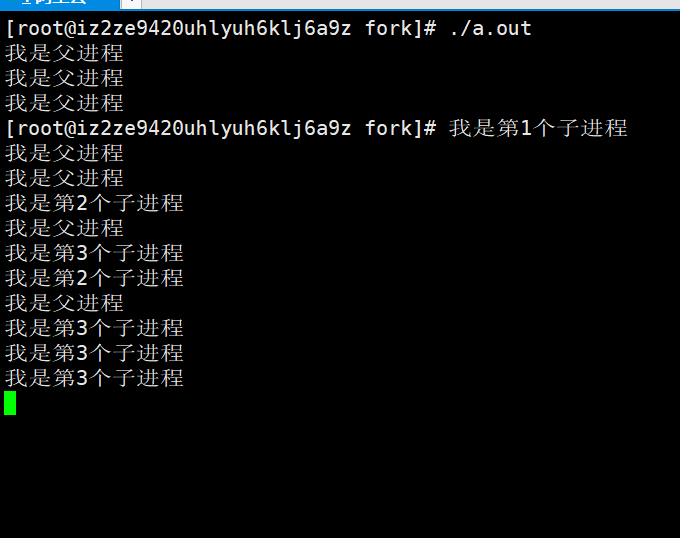 [root@iz2ze9420uhlyuh6klj6a9z fork]# ./a.out
我是父进程
我是父进程
我是父进程
[root@iz2ze9420uhlyuh6klj6a9z fork]# 我是第1个子进程
我是父进程
我是父进程
我是第2个子进程
我是父进程
我是第3个子进程
我是第2个子进程
我是父进程
我是第3个子进程
我是第3个子进程
我是第3个子进程